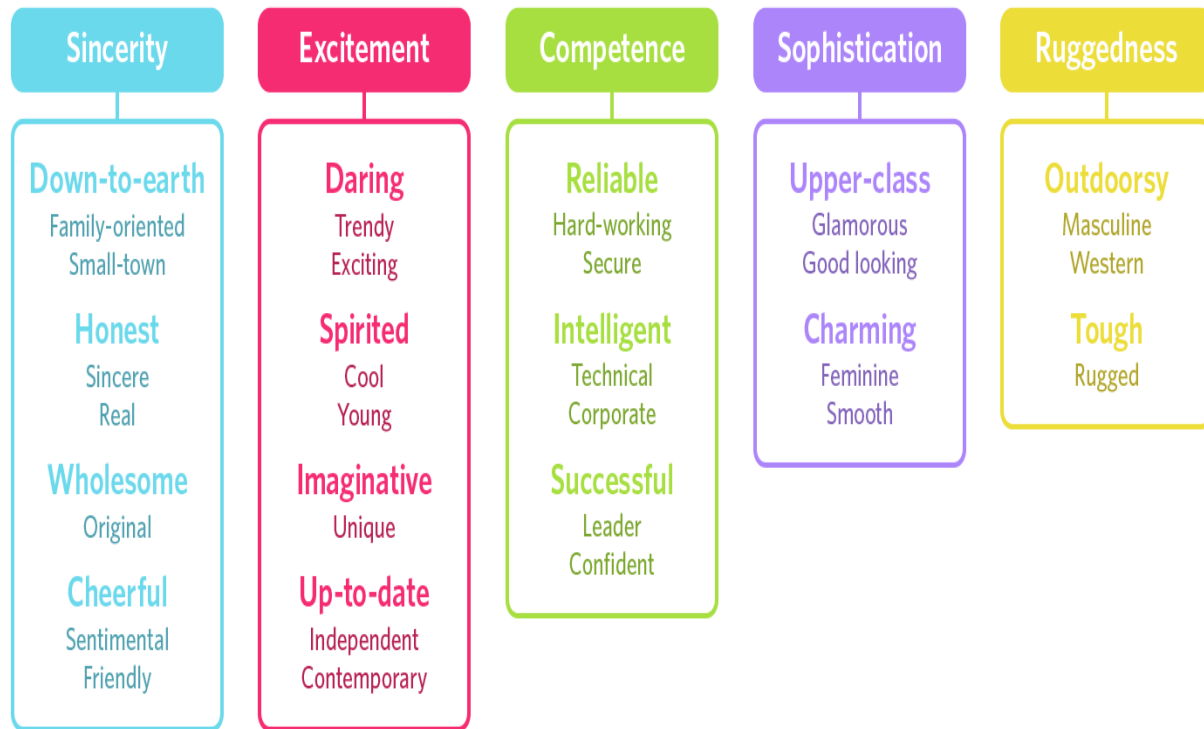 Sincerity
Down-to-earth
Family-oriented
Small-town
Honest
Sincere
Real
Wholesome
Original
Cheerful
Sentimental
Friendly
Excitement
Daring
Trendy
Exciting
Spirited
Cool
Young
Imaginative
Unique
Up-to-date
Independent
Contemporary
Competence
Reliable
Hard-working
Secure
Intelligent
Technical
Corporate
Successful
Leader
Confident
Sophistication
Upper-class
Glamorous
Good looking
Charming
Feminine
Smooth
Ruggedness
Outdoorsy
Masculine
Western
Tough
Rugged